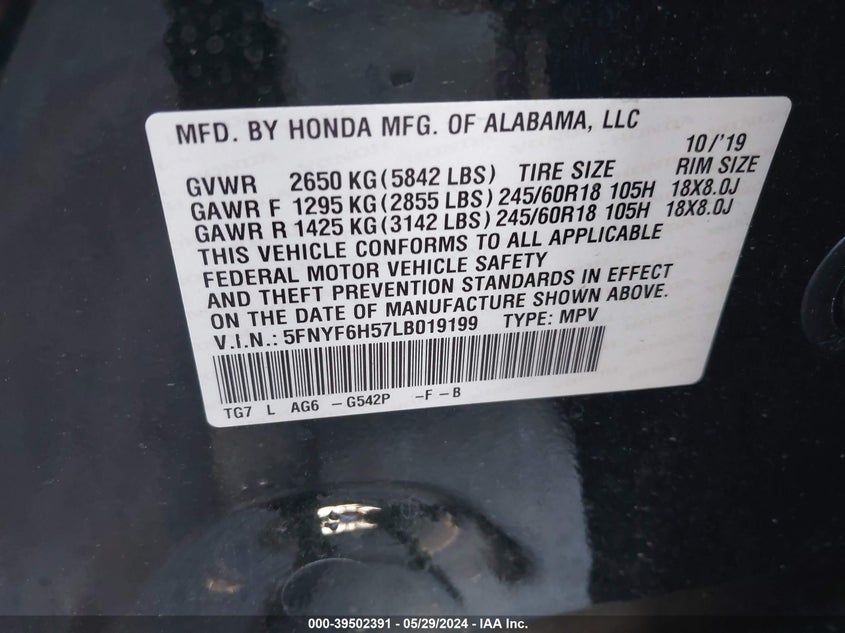 MFD. BY HONDA MFG. OF ALABAMA, LLC
10/'19
GVWR 2650 KG(5842 LBS) TIRE SIZE RIM SIZE
GAWR F 1295 KG(2855 LBS) 245/60R18 105H 18X8.0J
GAWR R 1425 KG(3142 LBS) 245/60R18 105H 18X8.0J
THIS VEHICLE CONFORMS TO ALL APPLICABLE
FEDERAL MOTOR VEHICLE SAFETY
AND THEFT PREVENTION STANDARDS IN EFFECT
ON THE DATE OF MANUFACTURE SHOWN ABOVE.
V.I.N.: 5FNYF6H57LB019199 TYPE: MPV
TG7 L AG6 -G542P -F-B
000-39502391 - 05/29/2024 - IAA Inc.